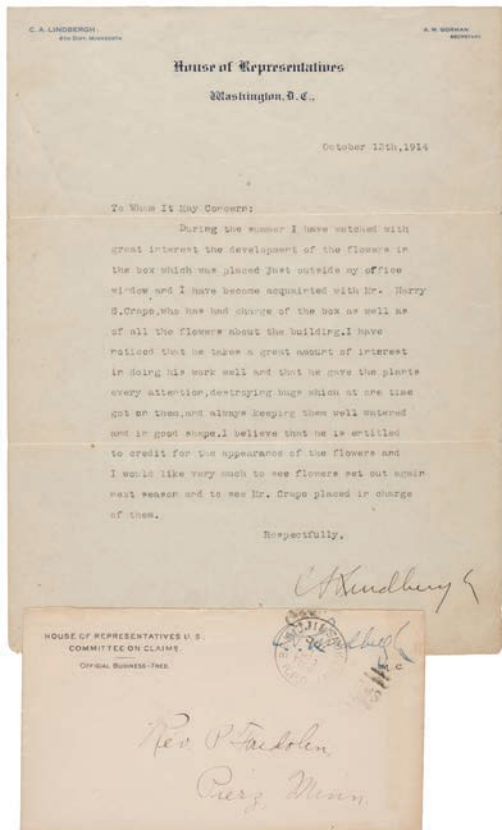 C. A. LINDBERGH
6TH DIST. MINNESOTA
A. M. GORMAN
SECRETARY
House of Representatives
Washington, D. C.,
October 13th,1914
To Whom It May Concern:
During the summer I have watched with
great interest the development of the flowers in
the box which was placed just outside my office
window and I have become acquainted with Mr. Harry
S.Crapo,who has had charge of the box as well as
of all the flowers about the building.I have
noticed that he takes a great amount of interest
in doing his work well and that he gave the plants
every attention,destroying bugs which at one time
got on them,and always keeping them well watered
and in good shape.I believe that he is entitled
to credit for the appearance of the flowers and
I would like very much to see flowers set out again
next season and to see Mr. Crapo placed in charge
of them.
Respectfully,
C A Lindbergh
HOUSE OF REPRESENTATIVES U. S.
COMMITTEE ON CLAIMS.
OFFICIAL BUSINESS-FREE.
Lindbergh
M. C.
Rev. P
Pierz Minn.